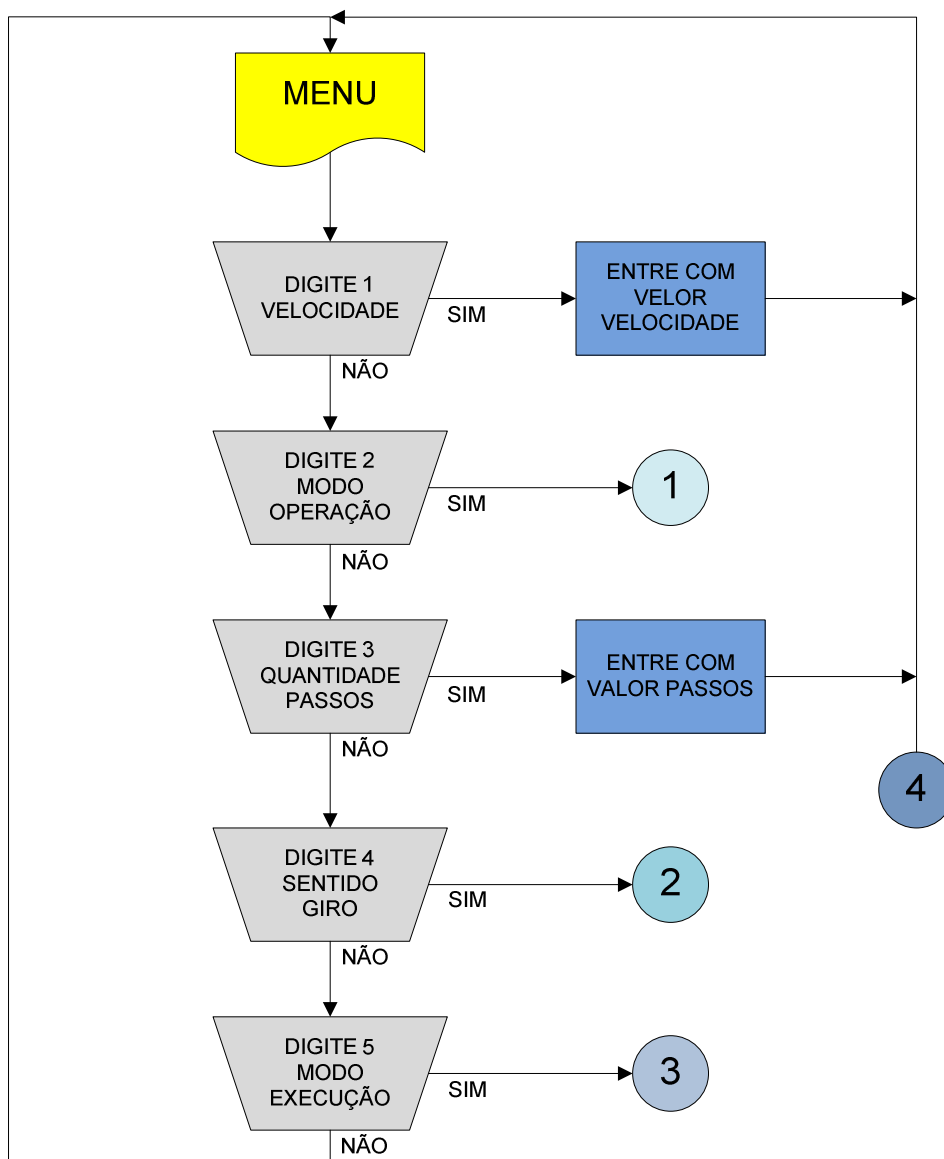 MENU
DIGITE 1
VELOCIDADE
SIM
ENTRE COM
VELOR
VELOCIDADE
NÃO
DIGITE 2
MODO
OPERAÇÃO
SIM
1
NÃO
DIGITE 3
QUANTIDADE
PASSOS
SIM
ENTRE COM
VALOR PASSOS
NÃO
4
DIGITE 4
SENTIDO
GIRO
SIM
2
NÃO
DIGITE 5
MODO
EXECUÇÃO
SIM
3
NÃO